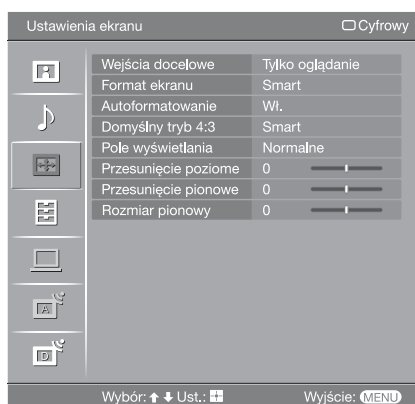 Ustawienia ekranu Cyfrowy
Wejścia docelowe Tylko oglądanie
Format ekranu Smart
Autoformatowanie Wł.
Domyślny tryb 4:3 Smart
Pole wyświetlania Normalne
Przesunięcie poziome 0
Przesunięcie pionowe 0
Rozmiar pionowy 0
A
D
Wybór: Ust.: Wyjście: MENU